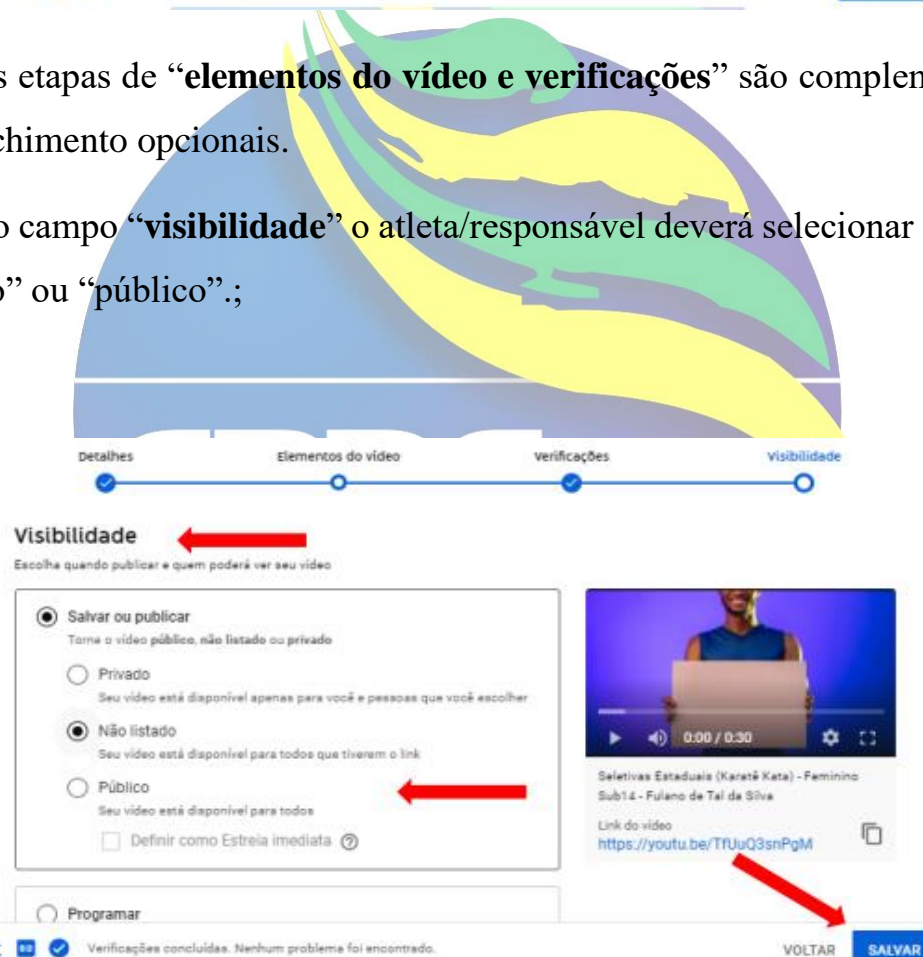 s etapas de “elementos do vídeo e verificações” são complen
chimento opcionais.
o campo “visibilidade” o atleta/responsável deverá selecionar
o” ou “público”.;
Detalhes
Elementos do vídeo
Verificações
Visibilidade
Visibilidade
Escolha quando publicar e quem poderá ver seu vídeo
Salvar ou publicar
Torne o vídeo público, não listado ou privado
Privado
Seu vídeo está disponível apenas para você e pessoas que você escolher
Não listado
Seu vídeo está disponível para todos que tiverem o link
Público
Seu vídeo está disponível para todos
Definir como Estreia imediata
Programar
0:00 / 0:30
Seletivas Estaduais (Karatê Kata) - Feminino
Sub14 - Fulano de Tal da Silva
Link do vídeo
https://youtu.be/TfUuQ3snPgM
Verificações concluídas. Nenhum problema foi encontrado.
VOLTAR
SALVAR